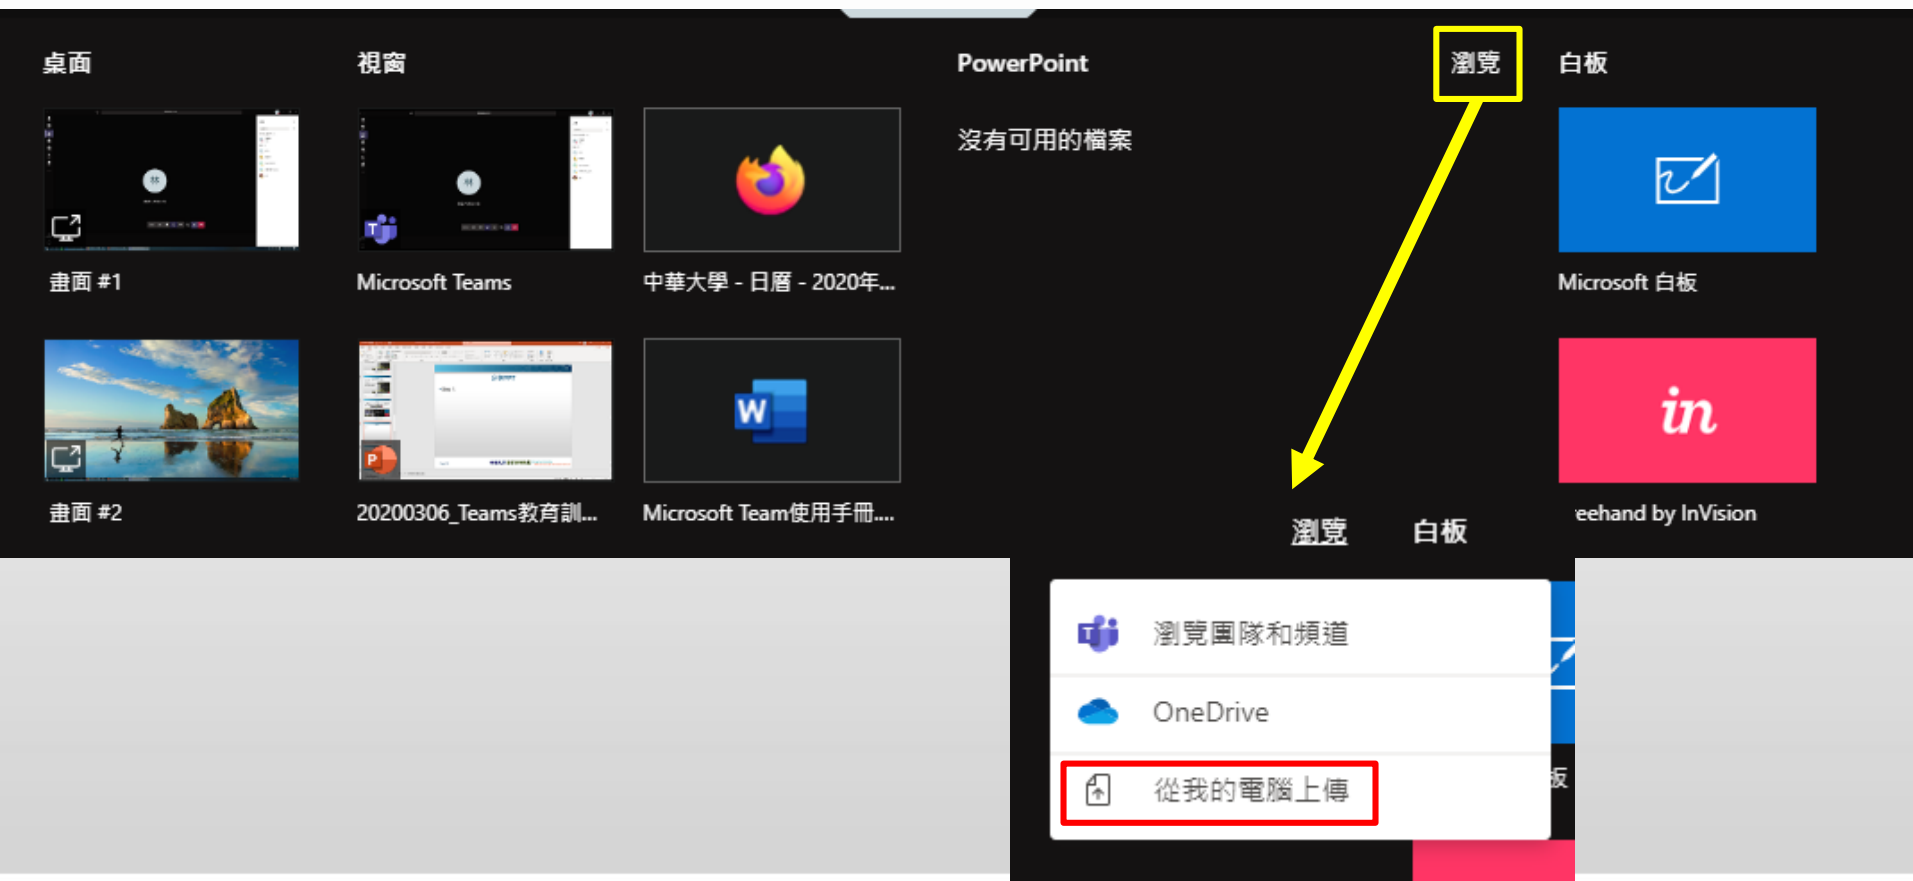 桌面
視窗
PowerPoint
瀏覽
白板
沒有可用的檔案
畫面 #1
Microsoft Teams
中華大學 - 日曆 - 2020年...
Microsoft 白板
畫面 #2
20200306_Teams教育訓...
Microsoft Team使用手冊....
eehand by InVision
瀏覽
白板
瀏覽團隊和頻道
OneDrive
從我的電腦上傳
板
in
W
P
T
林
林